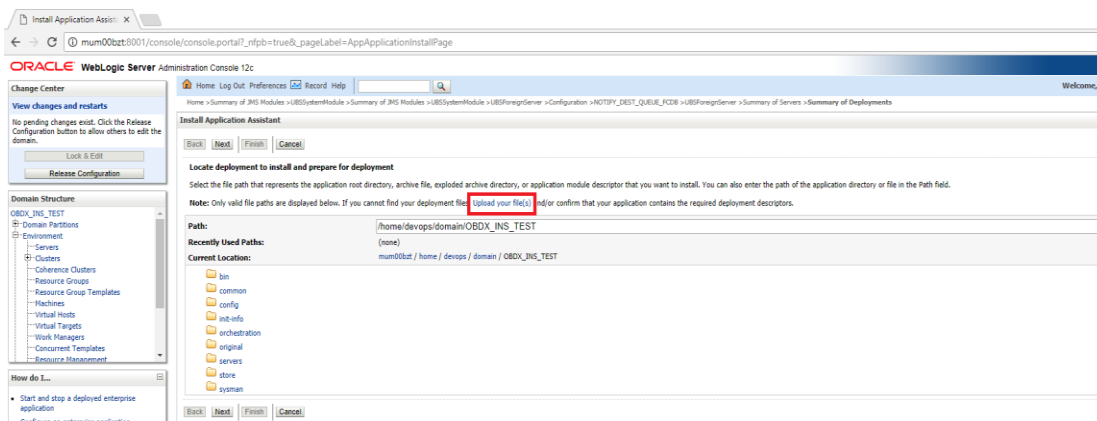 Install Application Assist
mum00bzt:8001/console/console.portal?_nfpb=true&_pageLabel=AppApplicationInstallPage
ORACLE WebLogic Server Administration Console 12c
Change Center
View changes and restarts
No pending changes exist. Click the Release
Configuration button to allow others to edit the
domain.
Lock & Edit
Release Configuration
Domain Structure
OBDX_INS_TEST
Domain Partitions
Environment
Servers
Clusters
Coherence Clusters
Resource Groups
Resource Group Templates
Machines
Virtual Hosts
Virtual Targets
Work Managers
Concurrent Templates
Resource Management
How do I...
Start and stop a deployed enterprise
application
Configure an enterprise application
Home Log Out Preferences Record Help
Welcome,
Home >Summary of JMS Modules >UBSSystemModule >Summary of JMS Modules >UBSSystemModule >UBSForeignServer >Configuration >NOTIFY_DEST_QUEUE_FCDB >UBSForeignServer >Summary of Servers >Summary of Deployments
Install Application Assistant
Back Next Finish Cancel
Locate deployment to install and prepare for deployment
Select the file path that represents the application root directory, archive file, exploded archive directory, or application module descriptor that you want to install. You can also enter the path of the application directory or file in the Path field.
Note: Only valid file paths are displayed below. If you cannot find your deployment files, Upload your file(s) and/or confirm that your application contains the required deployment descriptors.
Path: /home/devops/domain/OBDX_INS_TEST
Recently Used Paths: (none)
Current Location: mum00bzt / home / devops / domain / OBDX_INS_TEST
bin
common
config
init-info
orchestration
original
servers
store
sysman
Back Next Finish Cancel